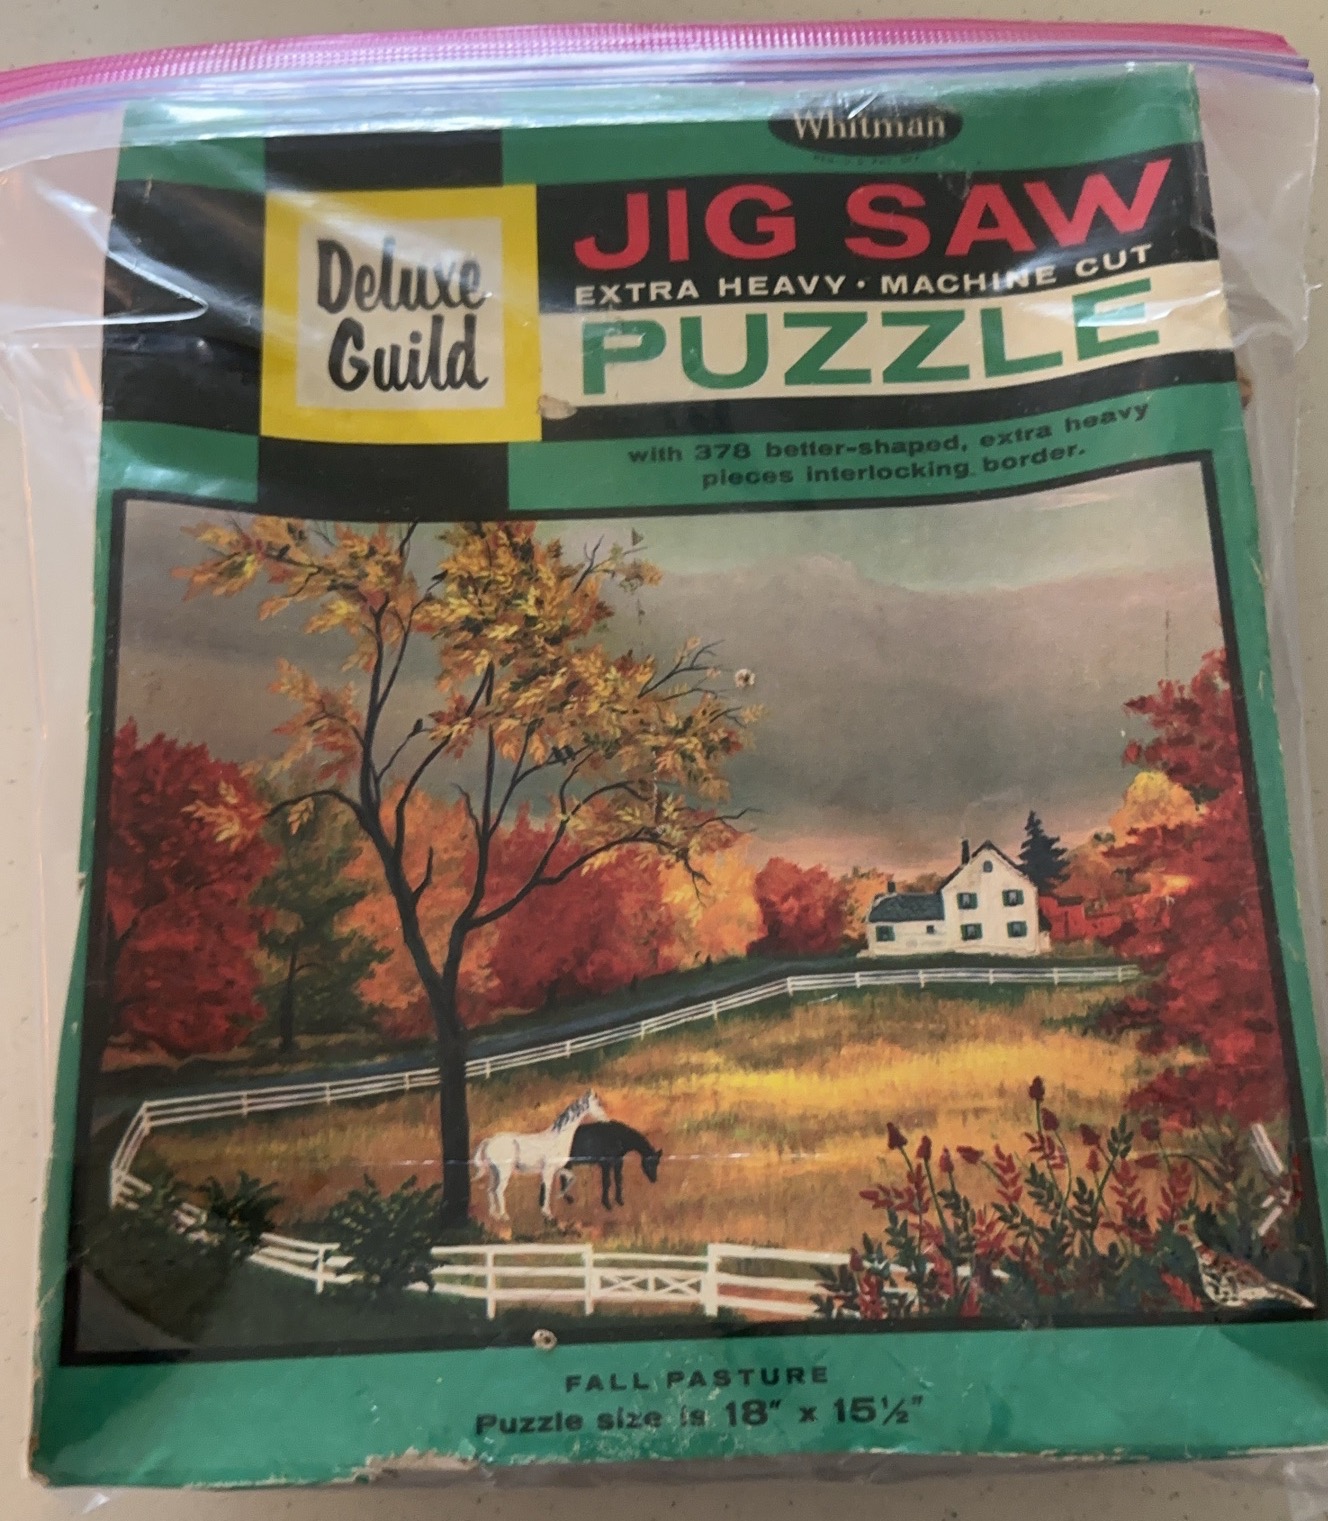 Whitman
Deluxe
Guild
JIG SAW
EXTRA HEAVY • MACHINE CUT
PUZZLE
with 378 better-shaped, extra heavy
pieces interlocking border.
FALL PASTURE
Puzzle size is 18" x 15½"